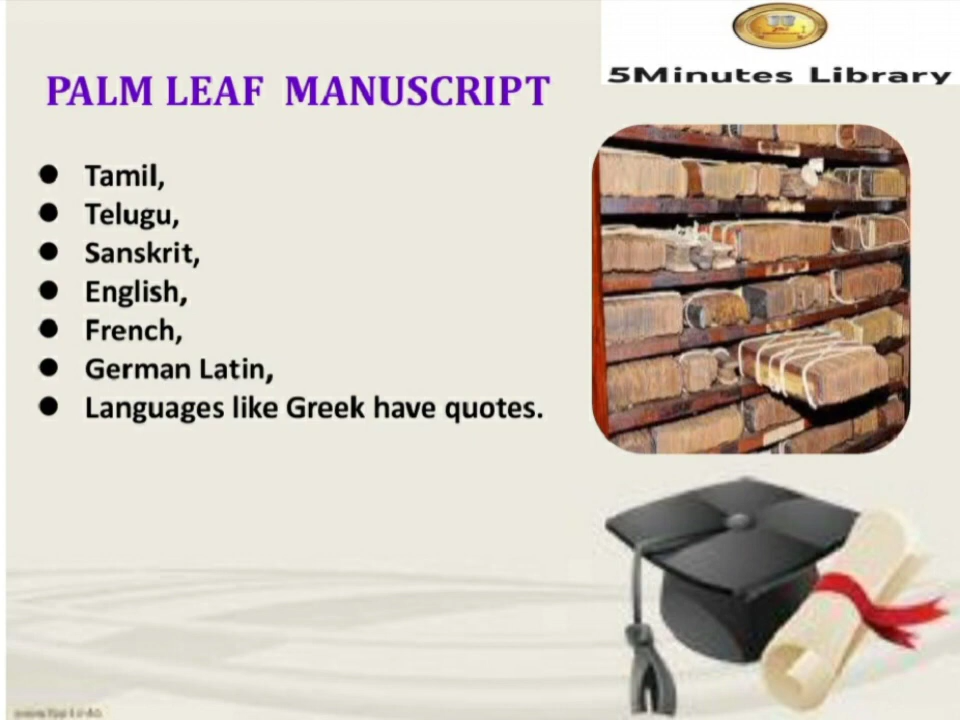 5Minutes Library
PALM LEAF MANUSCRIPT
Tamil,
Telugu,
Sanskrit,
English,
French,
German Latin,
Languages like Greek have quotes.